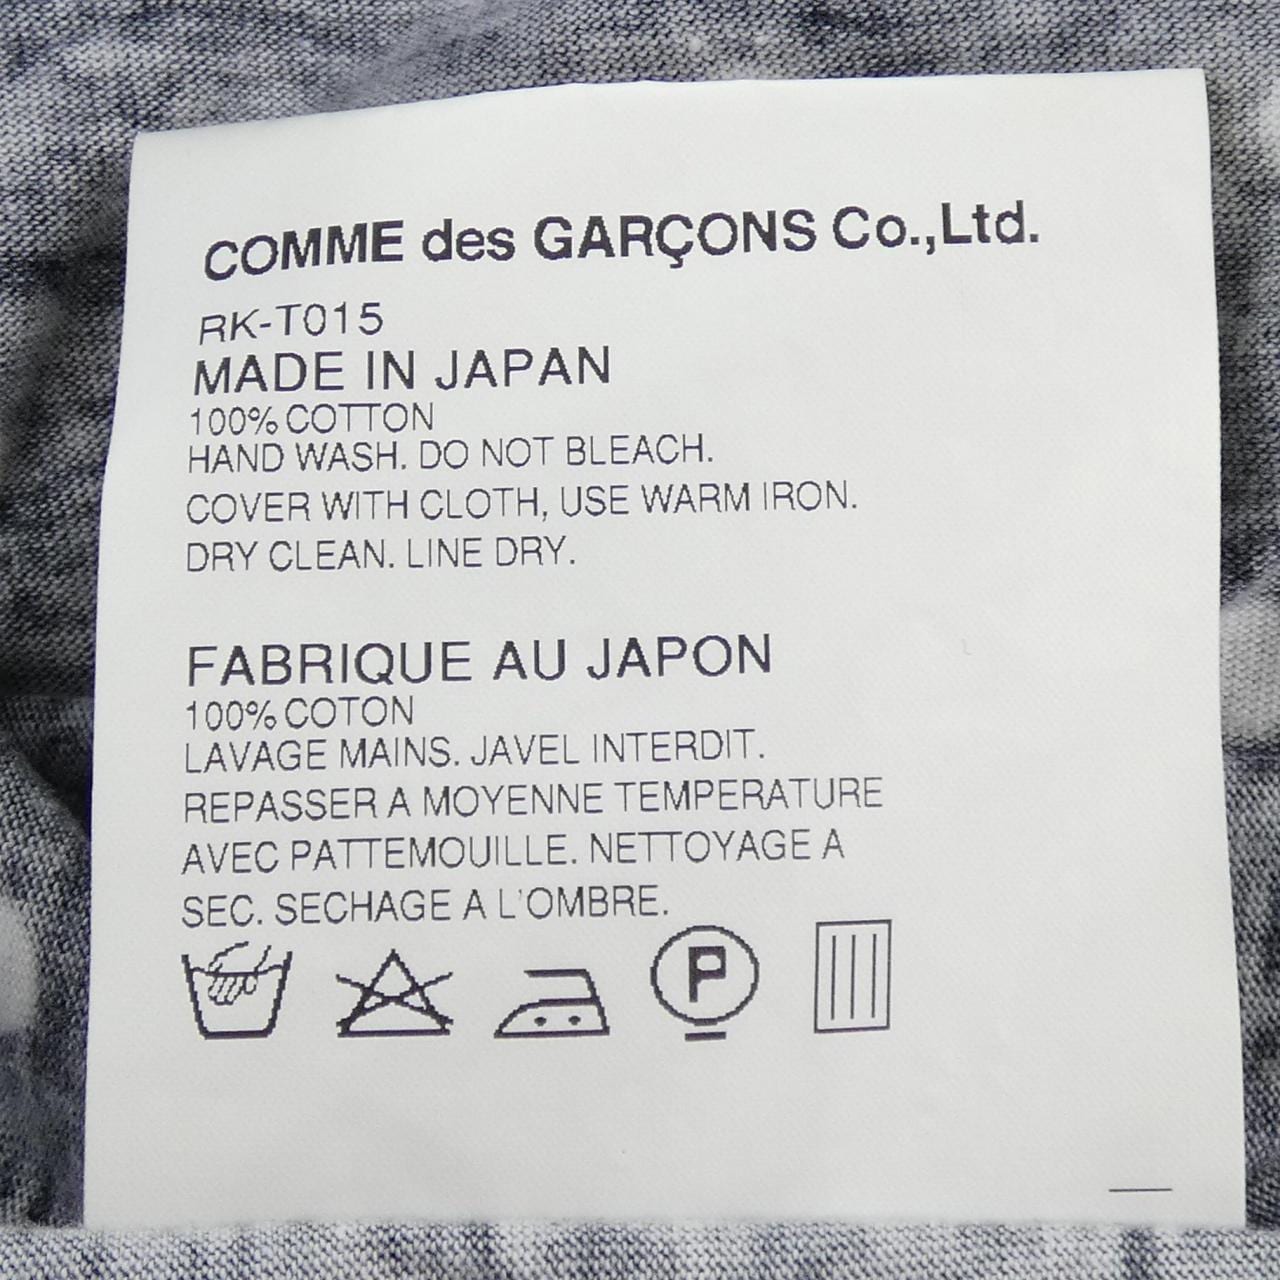 COMME des GARÇONS Co.,Ltd.
RK-T015
MADE IN JAPAN
100% COTTON
HAND WASH. DO NOT BLEACH.
COVER WITH CLOTH, USE WARM IRON.
DRY CLEAN. LINE DRY.
FABRIQUE AU JAPON
100% COTON
LAVAGE MAINS. JAVEL INTERDIT.
REPASSER A MOYENNE TEMPERATURE
AVEC PATTEMOUILLE. NETTOYAGE A
SEC. SECHAGE A L'OMBRE.
P